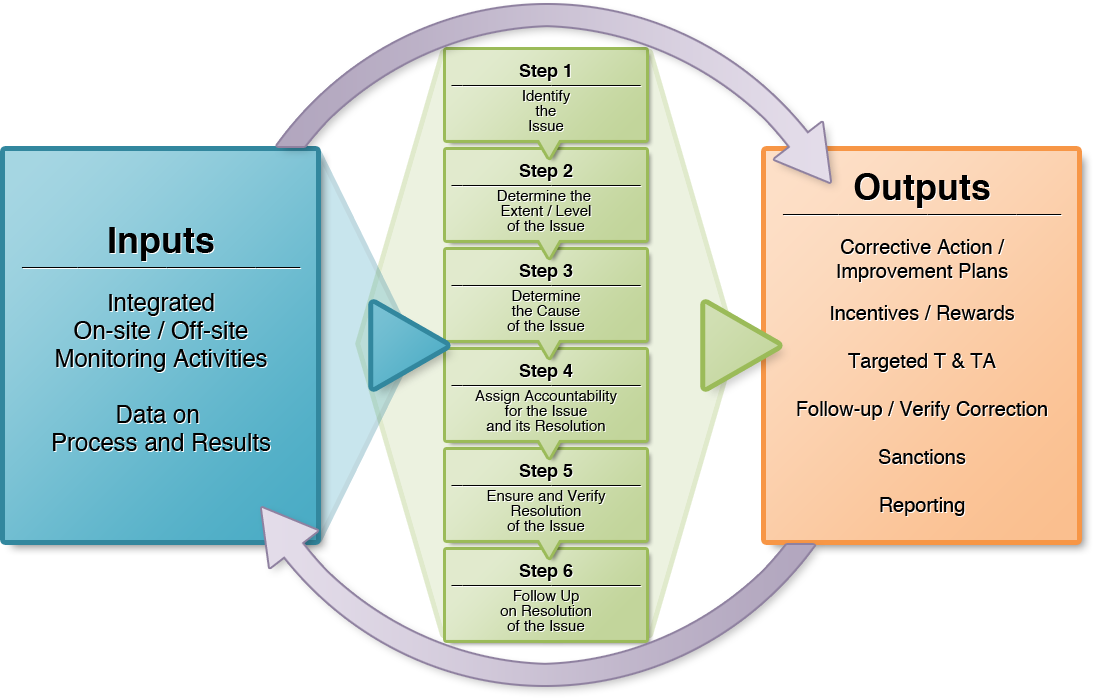 Inputs
Integrated
On-site / Off-site
Monitoring Activities
Data on
Process and Results
Step 1
Identify
the
Issue
Step 2
Determine the
Extent / Level
of the Issue
Step 3
Determine
the Cause
of the Issue
Step 4
Assign Accountability
for the Issue
and its Resolution
Step 5
Ensure and Verify
Resolution
of the Issue
Step 6
Follow Up
on Resolution
of the Issue
Outputs
Corrective Action /
Improvement Plans
Incentives / Rewards
Targeted T & TA
Follow-up / Verify Correction
Sanctions
Reporting